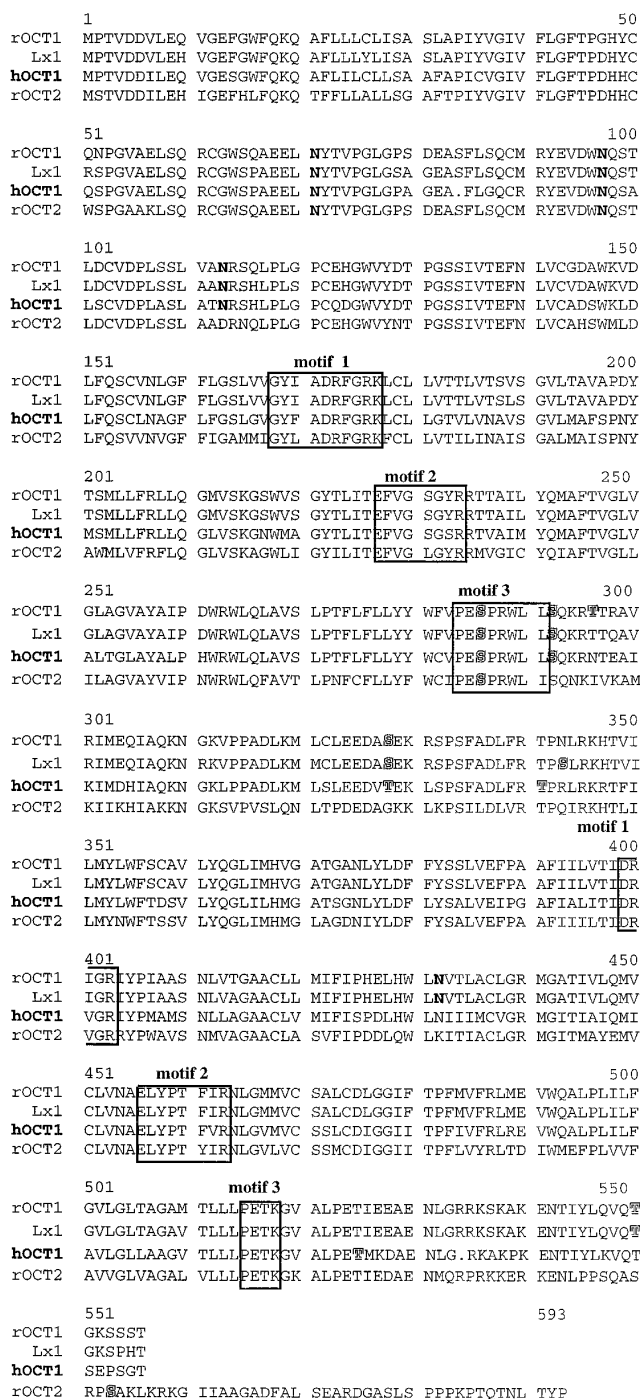 1 50
rOCT1 MPTVDDVLEQ VGEFGWFQKQ AFLLLCLISA SLAPIYVGIV FLGFTPGHYC
Lx1 MPTVDDVLEH VGEFGWFQKQ AFLLLYLISA SLAPIYVGIV FLGFTPDHYC
hOCT1 MPTVDDILEQ VGESGWFQKQ AFLILCLLSA AFAPICVGIV FLGFTPDHHC
rOCT2 MSTVDDILEH IGEFHLFQKQ TFFLLALLSG AFTPIYVGIV FLGFTPDHHC
51 100
rOCT1 QNPGVAELSQ RCGWSQAEEL NYTVPGLGPS DEASFLSQCM RYEVDWNQST
Lx1 RSPGVAELSQ RCGWSPAEEL NYTVPGLGPS DEASFLSQCM RYEVDWNQST
hOCT1 QSPGVAELSQ RCGWSPAEEL NYTVPGLGPA GEA.FLGQCR RYEVDWNQSA
rOCT2 WSPGAAKLSQ RCGWSQAEEL NYTVPGLGPS DEASFLSQCM RYEVDWNQST
101 150
rOCT1 LDCVDPLSSL VANRSQLPLG PCEHGWVYDT PGSSIVTEFN LVCGDAWKVD
Lx1 LDCVDPLSSL AANRSHLPLS PCEHGWVYDT PGSSIVTEFN LVCGDAWKVD
hOCT1 LSCVDPLASL ATNRSHLPLG PCQDGWVYDT PGSSIVTEFN LVCADSWKLD
rOCT2 LDCVDPLSSL AADRNQLPLG PCEHGWVYNT PGSSIVTEFN LVCAHSWMLD
151 motif 1 200
rOCT1 LFQSCVNLGF FLGSLVVGYI ADRFGRKLCL LVTTLVTSVS GVLTAVAPDY
Lx1 LFQSCVNLGF FLGSLVVGYI ADRFGRKLCL LVTTLVTSLS GVLTAVAPDY
hOCT1 LFQSCLNAGF LFGSLGVGYF ADRFGRKLCL LGTVLVNAVS GVLMAFSPNY
rOCT2 LFQSVVNVGF FIGAMMIGYL ADRFGRKFCL LVTILINAIS GALMAISPNY
201 motif 2 250
rOCT1 TSMLLFRLLQ GMVSKGSWVS GYTLITEFVG SGYRRTTAIL YQMAFTVGLV
Lx1 TSMLLFRLLQ GMVSKGSWVS GYTLITEFVG SGYRRTTAIL YQMAFTVGLV
hOCT1 MSMLLFRLLQ GLVSKGNWMA GYTLITEFVG SGSRRTVAIM YQMAFTVGLV
rOCT2 AWMLVFRFLQ GLVSKAGWLI GYILITEFVG LGYRRMVGIC YQIAFTVGLL
251 motif 3 300
rOCT1 GLAGVAYAIP DWRWLQLAVS LPTFLFLLYY WFVPESPRWL LSQKRTTRAV
Lx1 GLAGVAYAIP DWRWLQLAVS LPTFLFLLYY WFVPESPRWL LSQKRTTQAV
hOCT1 ALTGLAYALP HWRWLQLAVS LPTFLFLLYY WCVPESPRWL LSQKRNTEAI
rOCT2 ILAGVAYVIP NWRWLQFAVT LPNFCFLLYF WCIPESPRWL ISQNKIVKAM
301 350
rOCT1 RIMEQIAQKN GKVPPADLKM LCLEEDASEK RSPSFADLFR TPNLRKHTVI
Lx1 RIMEQIAQKN RKVPPADLKM MCLEEDASEK RSPSFADLFR TPSLRKHTVI
hOCT1 KIMDHIAQKN GKLPPADLKM LSLEEDVTEK LSPSFADLFR TPRLRKRTFI
rOCT2 KIIKHIAKKN GKSVPVSLQN LTPDEDAGKK LKPSILDLVR TPQIRKHTLI
motif 1
351 400
rOCT1 LMYLWFSCAV LYQGLIMHVG ATGANLYLDF FYSSLVEFPA AFIILVTIDR
Lx1 LMYLWFSCAV LYQGLIMHVG ATGANLYLDF FYSSLVEFPA AFIILVTIDR
hOCT1 LMYLWFTDSV LYQGLILHMG ATSGNLYLDF LYSALVEIPG AFIALITIDR
rOCT2 LMYNWFTSSV LYQGLIMHMG LAGDNIYLDF FYSALVEFPA AFIIILTIDR
401 450
rOCT1 IGRIYPIAAS NLVTGAACLL MIFIPHELHW LNVTLACLGR MGATIVLQMV
Lx1 IGRIYPIAAS NLVAGAACLL MIFIPHELHW LNVTLACLGR MGATIVLQMV
hOCT1 VGRIYPMAMS NLLAGAACLV MIFISPDLHW LNIIIMCVGR MGITIAIQMI
rOCT2 VGRRYPWAVS NMVAGAACLA SVFIPDDLQW LKITIACLGR MGITMAYEMV
451 motif 2 500
rOCT1 CLVNAELYPT FIRNLGMMVC SALCDLGGIF TPFMVFRLME VWQALPLILF
Lx1 CLVNAELYPT FIRNLGMMVC SALCDLGGIF TPFMVFRLME VWQALPLILF
hOCT1 CLVNAELYPT FVRNLGVMVC SSLCDIGGII TPFIVFRLRE VWQALPLILF
rOCT2 CLVNAELYPT YIRNLGVLVC SSMCDIGGIT TPFLVYRLTD IWMEFPLVVF
501 motif 3 550
rOCT1 GVLGLTAGAM TLLLPETKGV ALPETIEEAE NLGRRKSKAK ENTIYLQVQT
Lx1 GVLGLTAGAV TLLLPETKGV ALPETIEEAE NLGRRKSKAK ENTIYLQVQT
hOCT1 AVLGLLAAGV TLLLPETKGV ALPETMKDAE NLG.RKAKPK ENTIYLKVQT
rOCT2 AVVGLVAGAL VLLLPETKGK ALPETIEDAE NMQRPRKKER KENLPPSQAS
551 593
rOCT1 GKSSST
Lx1 GKSPHT
hOCT1 SEPSGT
rOCT2 RPSAKLKRKG IIAAGADFAL SEARDGASLS PPPKPTQTNL TYP